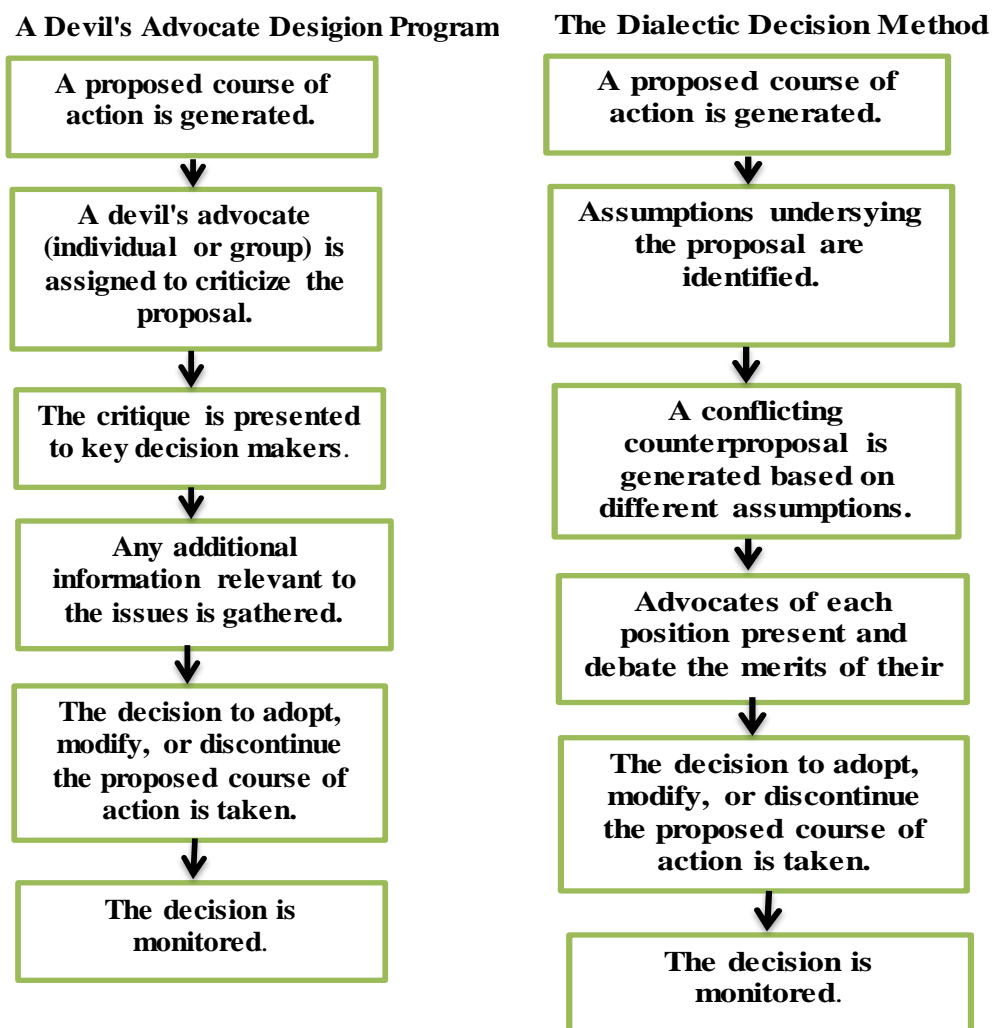 A Devil's Advocate Desigion Program
A proposed course of
action is generated.
A devil's advocate
(individual or group) is
assigned to criticize the
proposal.
The critique is presented
to key decision makers.
Any additional
information relevant to
the issues is gathered.
The decision to adopt,
modify, or discontinue
the proposed course of
action is taken.
The decision is
monitored.
The Dialectic Decision Method
A proposed course of
action is generated.
Assumptions undersying
the proposal are
identified.
A conflicting
counterproposal is
generated based on
different assumptions.
Advocates of each
position present and
debate the merits of their
The decision to adopt,
modify, or discontinue
the proposed course of
action is taken.
The decision is
monitored.